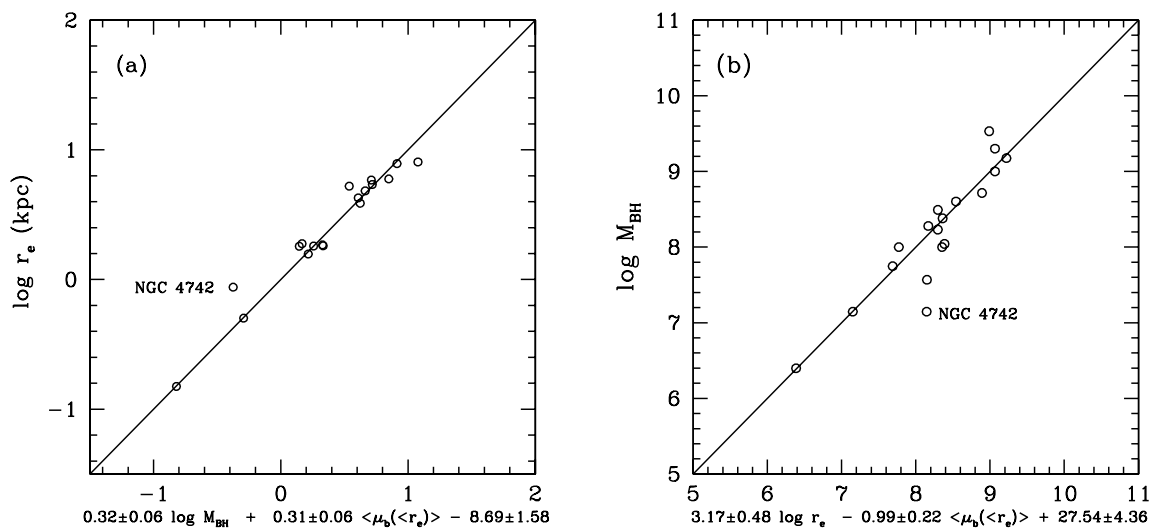 (a)
2
1
0
−1
log r_e (kpc)
NGC 4742
−1 0 1 2
0.32±0.06 log M_BH + 0.31±0.06 <μ_b(<r_e)> − 8.69±1.58
(b)
11
10
9
8
7
6
5
log M_BH
NGC 4742
5 6 7 8 9 10 11
3.17±0.48 log r_e − 0.99±0.22 <μ_b(<r_e)> + 27.54±4.36